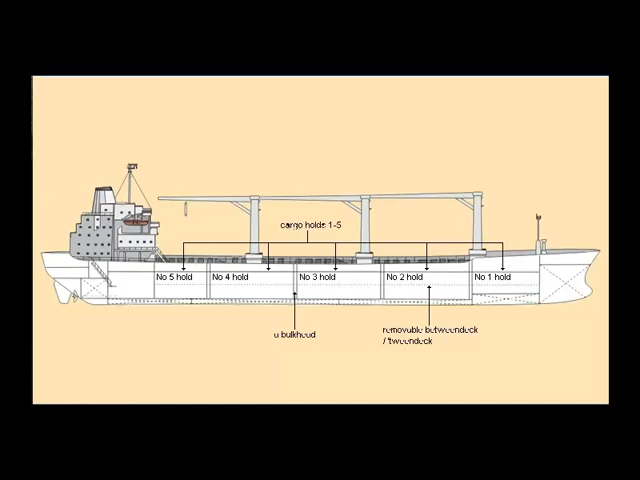 cargo holds 1-5
No 5 hold
No 4 hold
No 3 hold
No 2 hold
No 1 hold
a bulkhead
removable betweendeck
/ 'tweendeck